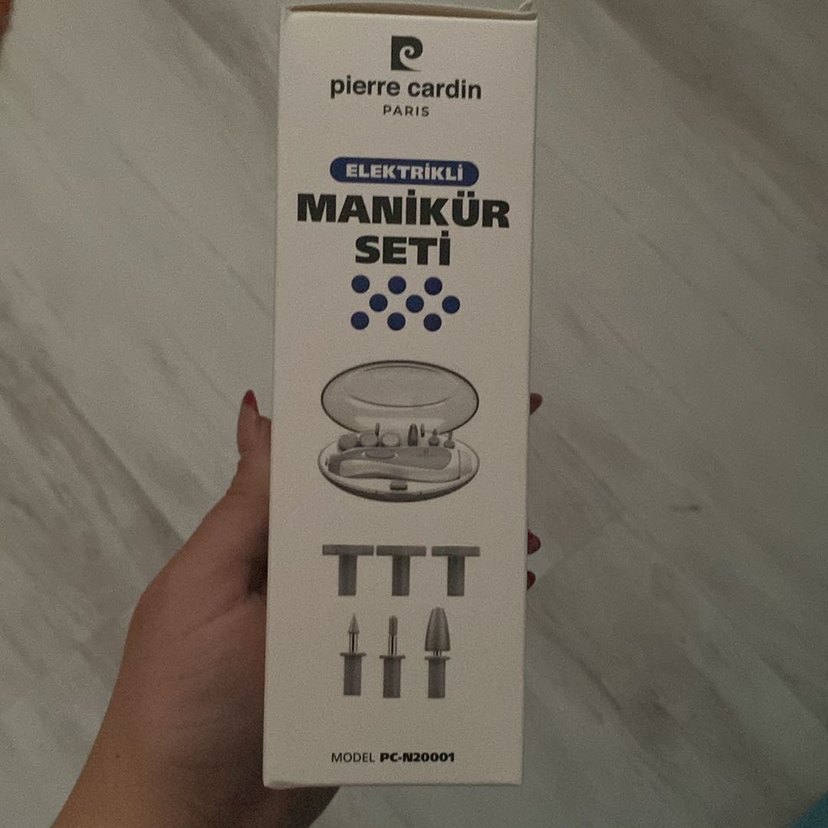 pierre cardin
PARIS
ELEKTRİKLİ
MANİKÜR
SETİ
MODEL PC-N20001